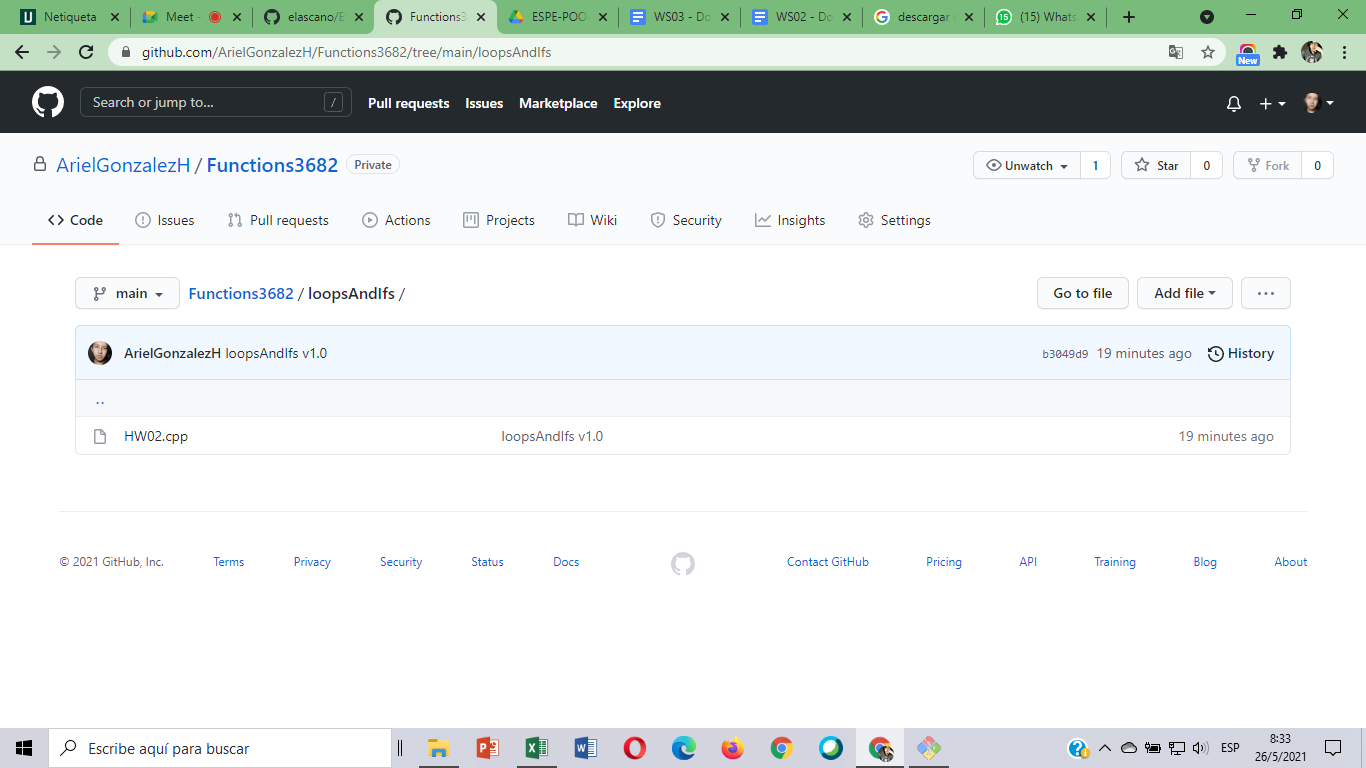 Netiqueta
Meet -
elascano/E
Functions3
ESPE-POO
WS03 - Do
WS02 - Do
descargar
(15) Whats
github.com/ArielGonzalezH/Functions3682/tree/main/loopsAndIfs
New
Search or jump to...
/
Pull requests Issues Marketplace Explore
ArielGonzalezH / Functions3682 Private
Unwatch 1 Star 0 Fork 0
Code Issues Pull requests Actions Projects Wiki Security Insights Settings
main Functions3682 / loopsAndIfs / Go to file Add file ...
ArielGonzalezH loopsAndIfs v1.0 b3049d9 19 minutes ago History
..
HW02.cpp loopsAndIfs v1.0 19 minutes ago
© 2021 GitHub, Inc. Terms Privacy Security Status Docs Contact GitHub Pricing API Training Blog About
Escribe aquí para buscar
ESP
8:33
26/5/2021